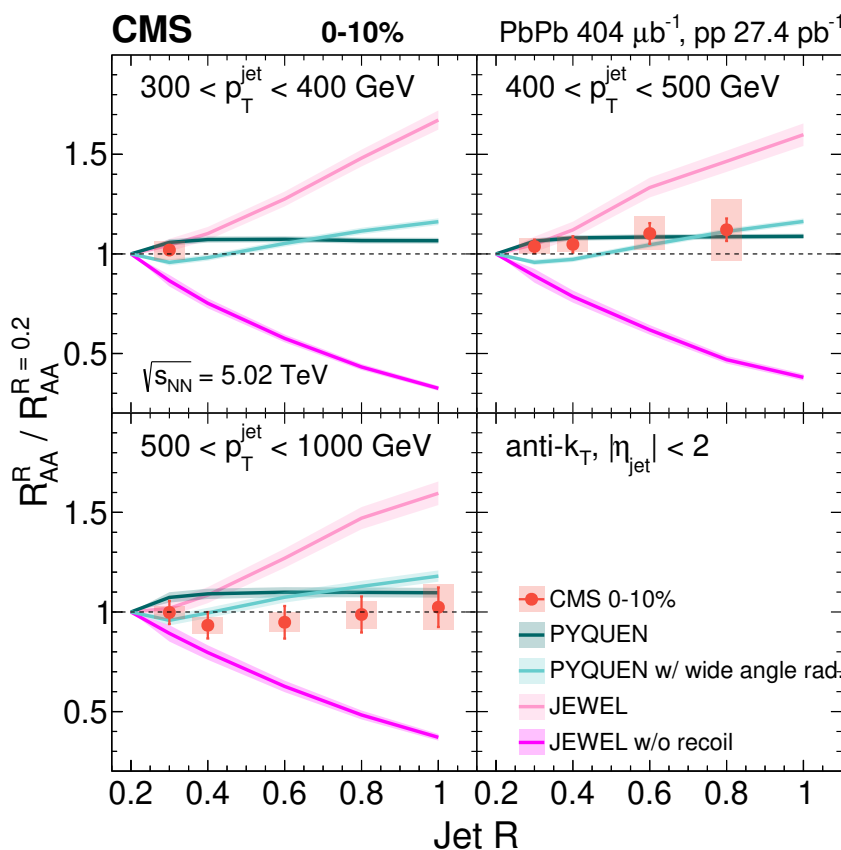 CMS 0-10% PbPb 404 μb⁻¹, pp 27.4 pb⁻¹
300 < p_T^jet < 400 GeV
400 < p_T^jet < 500 GeV
1.5
1
0.5
√s_NN = 5.02 TeV
R_AA^R / R_AA^{R = 0.2}
500 < p_T^jet < 1000 GeV
anti-k_T, |η_jet| < 2
1.5
1
0.5
CMS 0-10%
PYQUEN
PYQUEN w/ wide angle rad.
JEWEL
JEWEL w/o recoil
0.2 0.4 0.6 0.8 1
0.2 0.4 0.6 0.8 1
Jet R